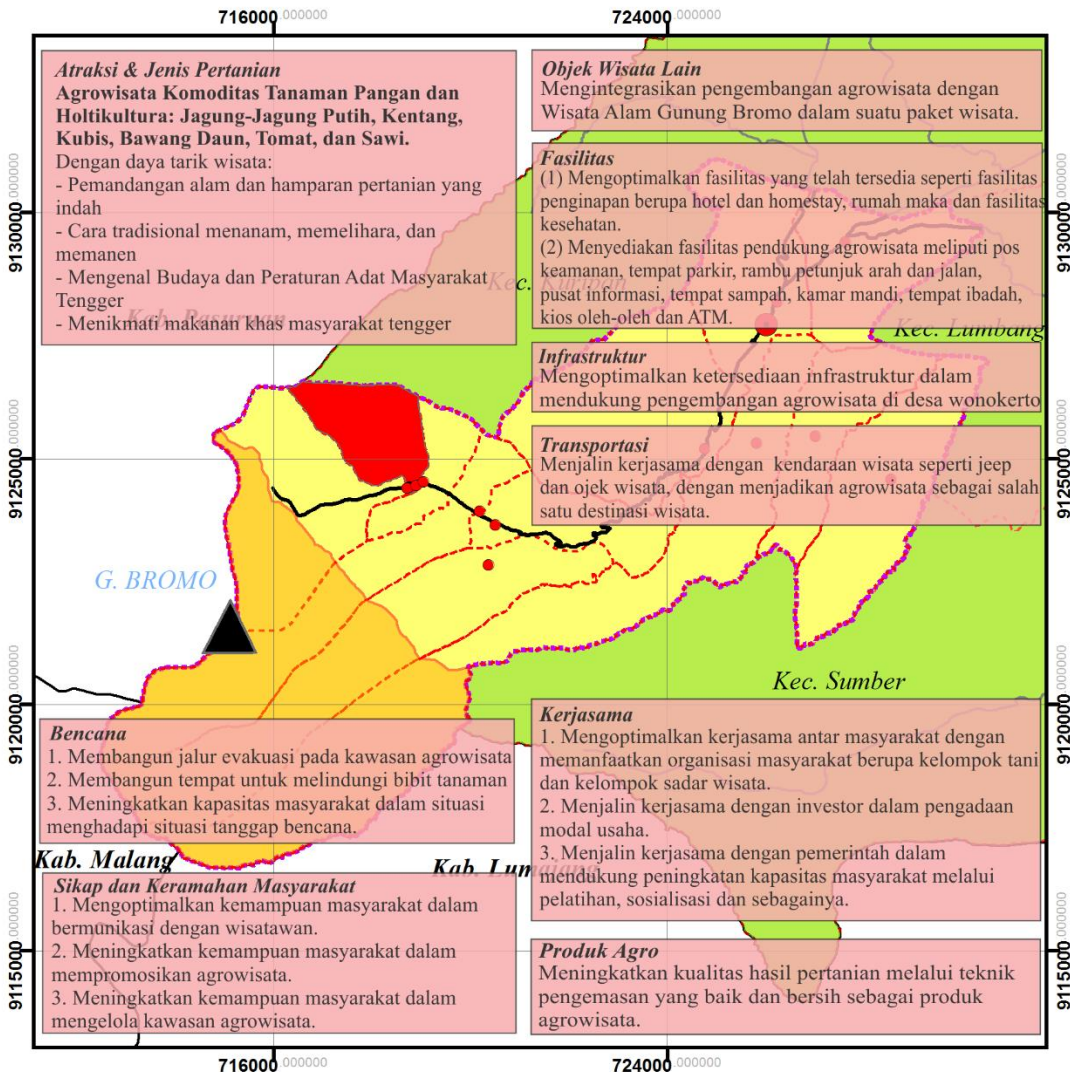 716000.000000
724000.000000
Atraksi & Jenis Pertanian
Agrowisata Komoditas Tanaman Pangan dan
Holtikultura: Jagung-Jagung Putih, Kentang,
Kubis, Bawang Daun, Tomat, dan Sawi.
Dengan daya tarik wisata:
- Pemandangan alam dan hamparan pertanian yang
indah
- Cara tradisional menanam, memelihara, dan
memanen
- Mengenal Budaya dan Peraturan Adat Masyarakat
Tengger
- Menikmati makanan khas masyarakat tengger
Kab. Pasuruan
Objek Wisata Lain
Mengintegrasikan pengembangan agrowisata dengan
Wisata Alam Gunung Bromo dalam suatu paket wisata.
Fasilitas
(1) Mengoptimalkan fasilitas yang telah tersedia seperti fasilitas
penginapan berupa hotel dan homestay, rumah maka dan fasilitas
kesehatan.
(2) Menyediakan fasilitas pendukung agrowisata meliputi pos
keamanan, tempat parkir, rambu petunjuk arah dan jalan,
pusat informasi, tempat sampah, kamar mandi, tempat ibadah,
kios oleh-oleh dan ATM.
Kec. Kuripan
Kec. Lumbang
Infrastruktur
Mengoptimalkan ketersediaan infrastruktur dalam
mendukung pengembangan agrowisata di desa wonokerto
Transportasi
Menjalin kerjasama dengan kendaraan wisata seperti jeep
dan ojek wisata, dengan menjadikan agrowisata sebagai salah
satu destinasi wisata.
G. BROMO
Kec. Sumber
Bencana
1. Membangun jalur evakuasi pada kawasan agrowisata
2. Membangun tempat untuk melindungi bibit tanaman
3. Meningkatkan kapasitas masyarakat dalam situasi
menghadapi situasi tanggap bencana.
Kab. Malang
Kab. Lumajang
Sikap dan Keramahan Masyarakat
1. Mengoptimalkan kemampuan masyarakat dalam
bermunikasi dengan wisatawan.
2. Meningkatkan kemampuan masyarakat dalam
mempromosikan agrowisata.
3. Meningkatkan kemampuan masyarakat dalam
mengelola kawasan agrowisata.
Kerjasama
1. Mengoptimalkan kerjasama antar masyarakat dengan
memanfaatkan organisasi masyarakat berupa kelompok tani
dan kelompok sadar wisata.
2. Menjalin kerjasama dengan investor dalam pengadaan
modal usaha.
3. Menjalin kerjasama dengan pemerintah dalam
mendukung peningkatan kapasitas masyarakat melalui
pelatihan, sosialisasi dan sebagainya.
Produk Agro
Meningkatkan kualitas hasil pertanian melalui teknik
pengemasan yang baik dan bersih sebagai produk
agrowisata.
9130000.000000
9125000.000000
9120000.000000
9115000.000000
9130000.000000
9125000.000000
9120000.000000
9115000.000000
716000.000000
724000.000000